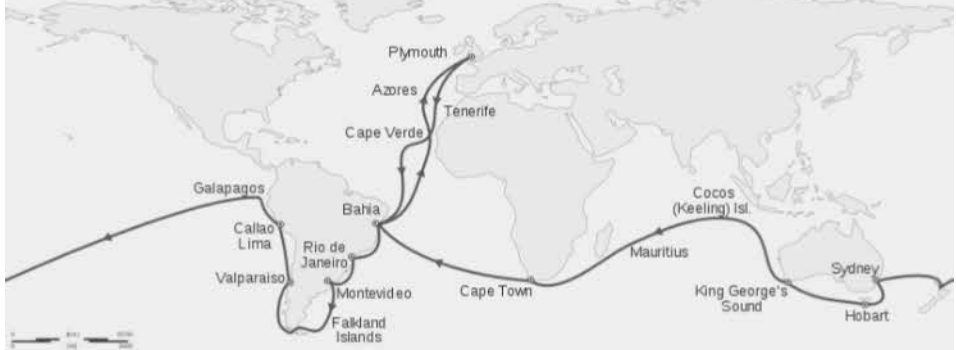 Plymouth
Azores
Tenerife
Cape Verde
Galapagos
Bahia
Callao
Lima
Rio de
Janeiro
Valparaiso
Montevideo
Falkland
Islands
Cape Town
Mauritius
Cocos
(Keeling) Isl.
King George's
Sound
Sydney
Hobart